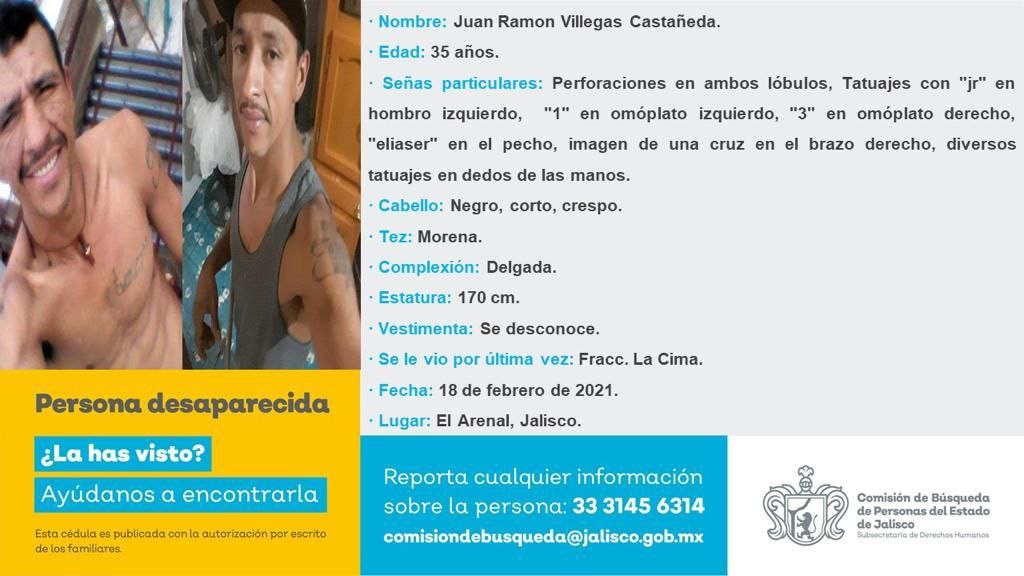 · Nombre: Juan Ramon Villegas Castañeda.
· Edad: 35 años.
· Señas particulares: Perforaciones en ambos lóbulos, Tatuajes con "jr" en
hombro izquierdo, "1" en omóplato izquierdo, "3" en omóplato derecho,
"eliaser" en el pecho, imagen de una cruz en el brazo derecho, diversos
tatuajes en dedos de las manos.
· Cabello: Negro, corto, crespo.
· Tez: Morena.
· Complexión: Delgada.
· Estatura: 170 cm.
· Vestimenta: Se desconoce.
· Se le vio por última vez: Fracc. La Cima.
· Fecha: 18 de febrero de 2021.
· Lugar: El Arenal, Jalisco.
Persona desaparecida
¿La has visto?
Ayúdanos a encontrarla
Esta cédula es publicada con la autorización por escrito
de los familiares.
Reporta cualquier información
sobre la persona: 33 3145 6314
comisiondebusqueda@jalisco.gob.mx
Comisión de Búsqueda
de Personas del Estado
de Jalisco
Subsecretaría de Derechos Humanos